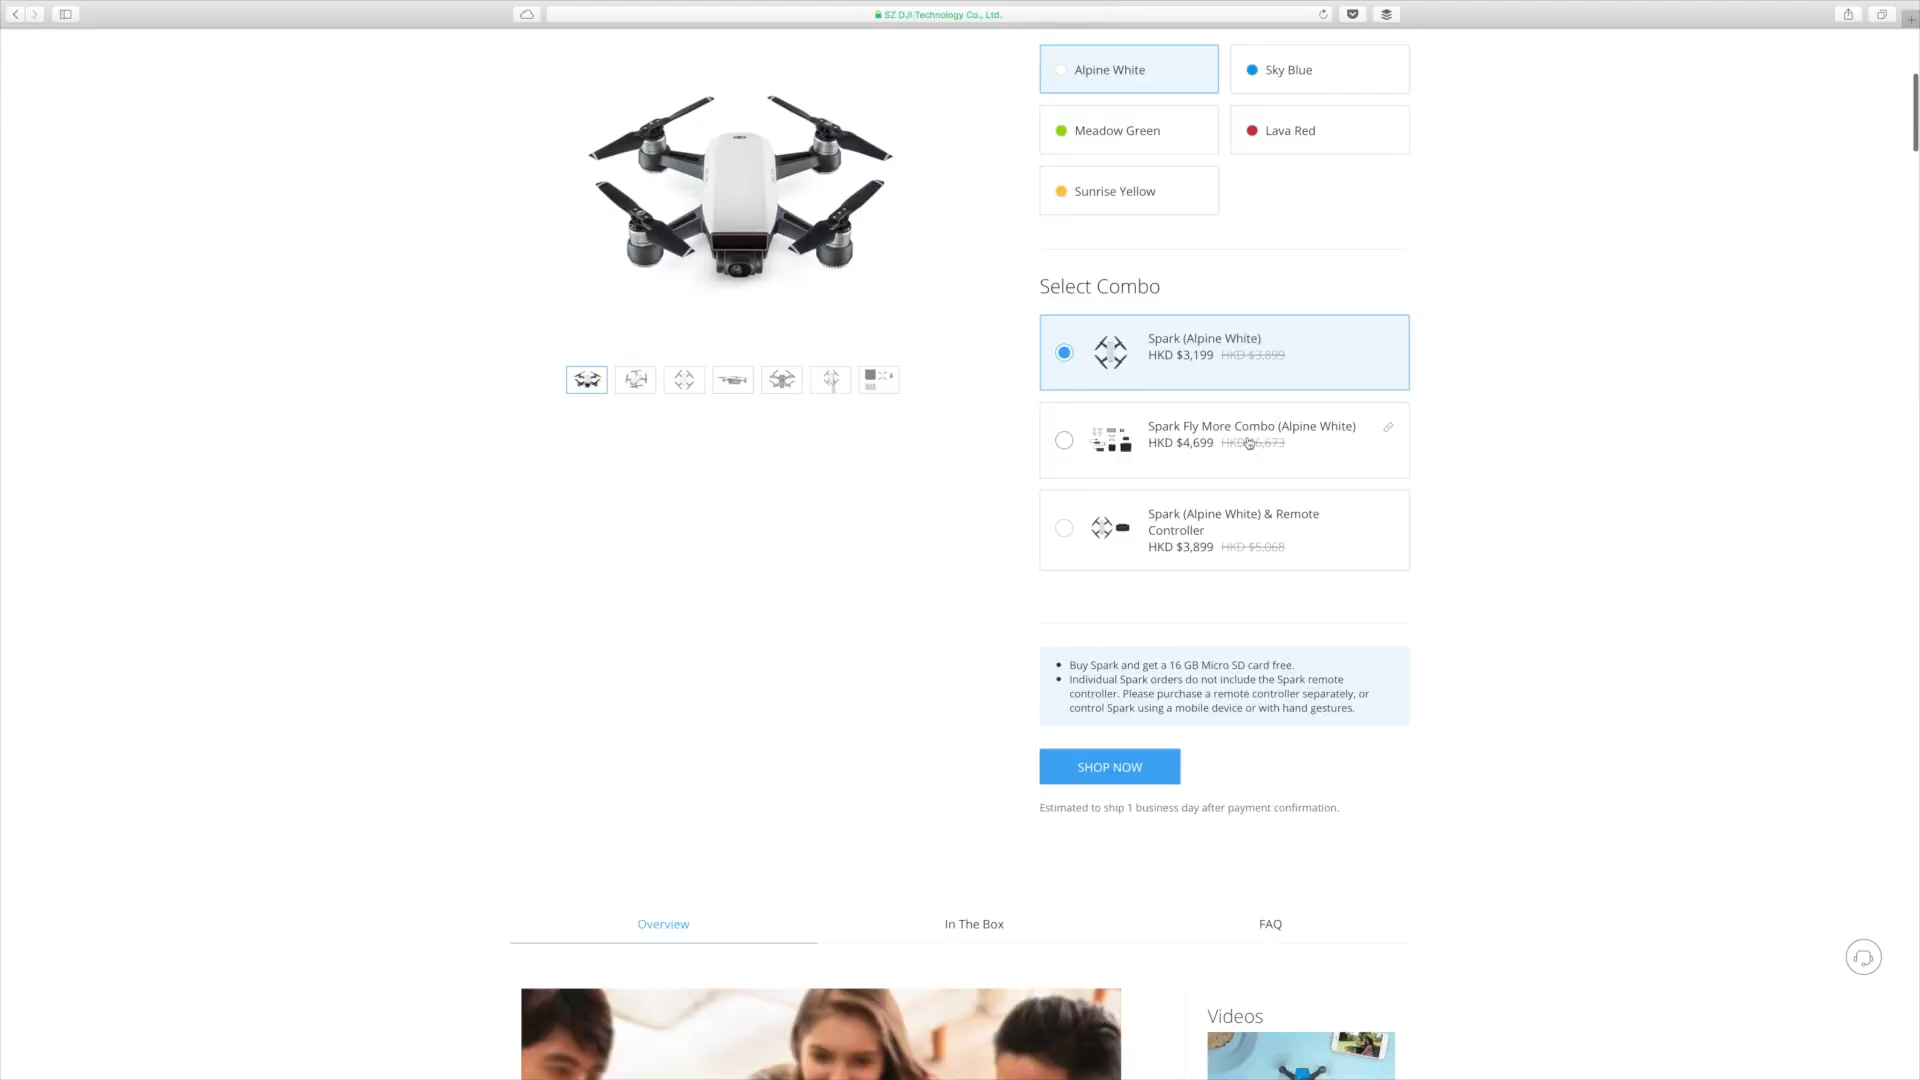 SZ DJI Technology Co., Ltd.
Alpine White
Sky Blue
Meadow Green
Lava Red
Sunrise Yellow
Select Combo
Spark (Alpine White)
HKD $3,199 HKD $3,899
Spark Fly More Combo (Alpine White)
HKD $4,699 HKD $6,673
Spark (Alpine White) & Remote
Controller
HKD $3,899 HKD $5,068
Buy Spark and get a 16 GB Micro SD card free.
Individual Spark orders do not include the Spark remote
controller. Please purchase a remote controller separately, or
control Spark using a mobile device or with hand gestures.
SHOP NOW
Estimated to ship 1 business day after payment confirmation.
Overview
In The Box
FAQ
Videos